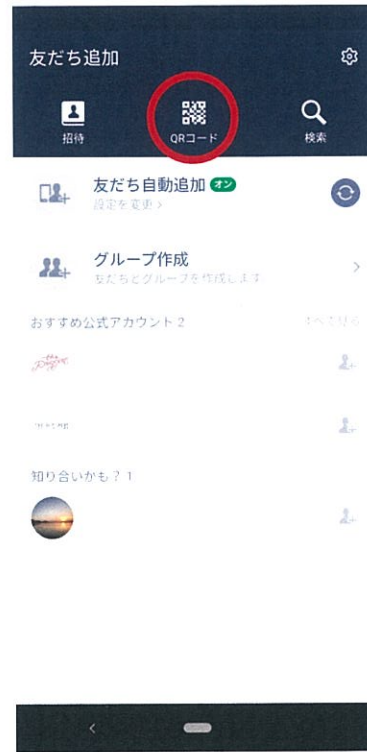 友だち追加
招待
QRコード
検索
友だち自動追加 オン
設定を変更 >
グループ作成
友だちとグループを作成します
おすすめ公式アカウント 2
すべて見る
知り合いかも？ 1